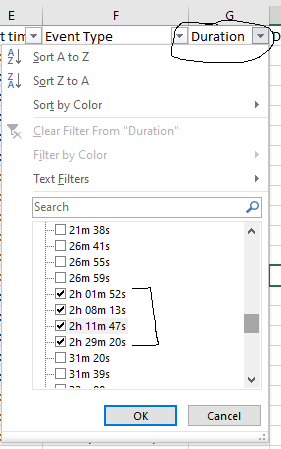 E F G
t tim Event Type Duration D
Sort A to Z
Sort Z to A
Sort by Color
Clear Filter From "Duration"
Filter by Color
Text Filters
Search
21m 38s
26m 41s
26m 55s
26m 59s
2h 01m 52s
2h 08m 13s
2h 11m 47s
2h 29m 20s
31m 20s
31m 39s
OK Cancel